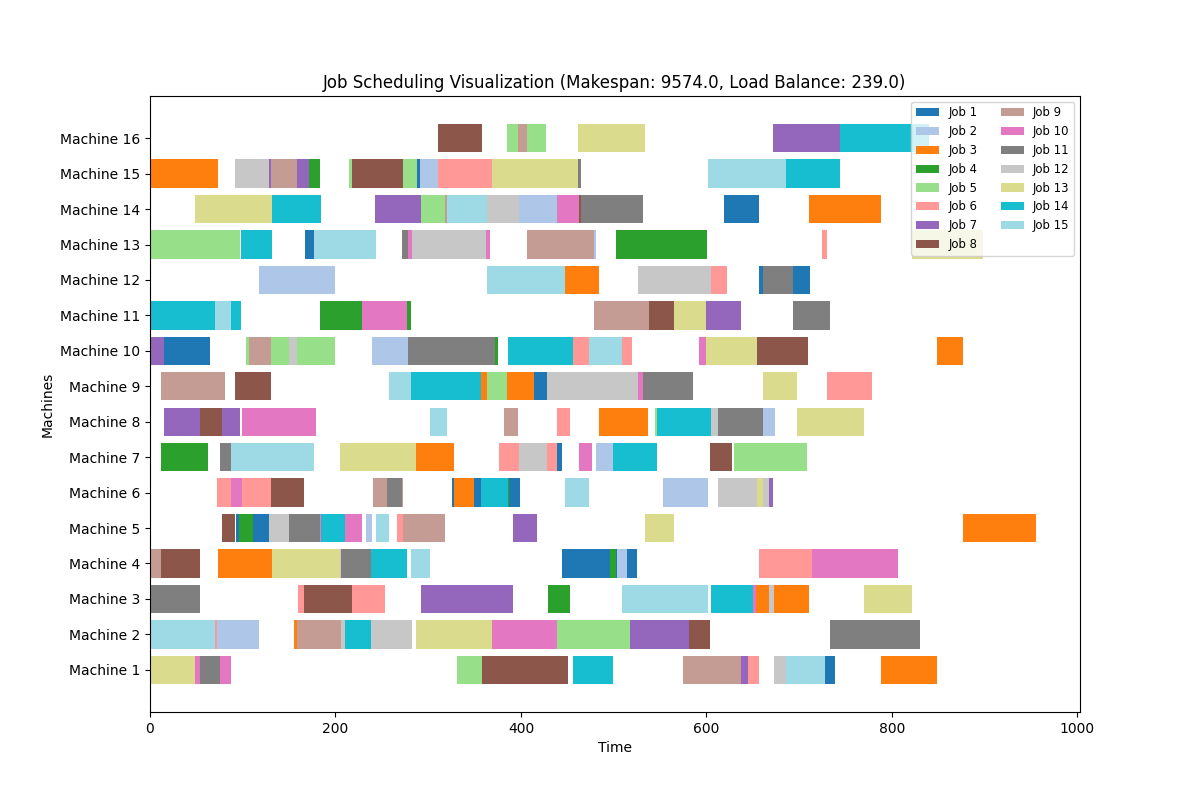 Job Scheduling Visualization (Makespan: 9574.0, Load Balance: 239.0)
Machine 16
Machine 15
Machine 14
Machine 13
Machine 12
Machine 11
Machine 10
Machine 9
Machine 8
Machine 7
Machine 6
Machine 5
Machine 4
Machine 3
Machine 2
Machine 1
Machines
Job 1
Job 2
Job 3
Job 4
Job 5
Job 6
Job 7
Job 8
Job 9
Job 10
Job 11
Job 12
Job 13
Job 14
Job 15
0 200 400 600 800 1000
Time